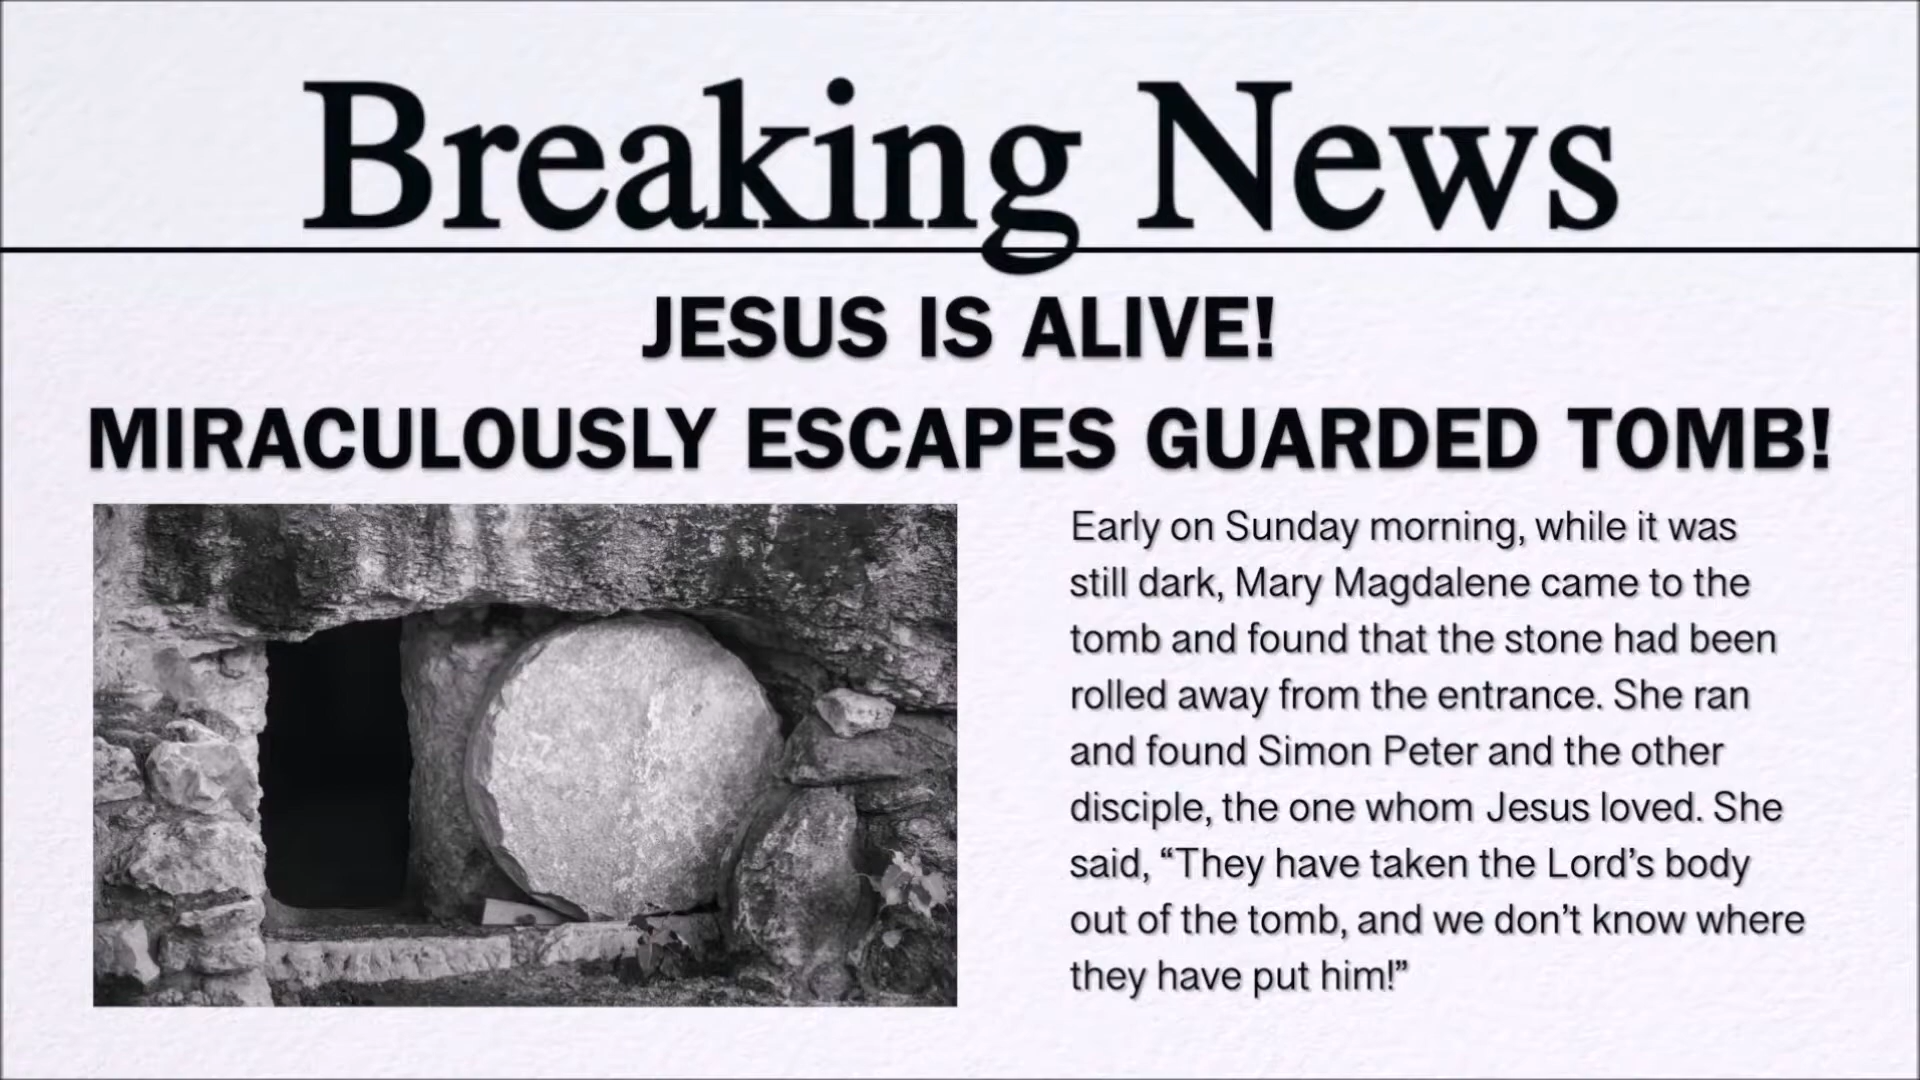 Breaking News
JESUS IS ALIVE!
MIRACULOUSLY ESCAPES GUARDED TOMB!
Early on Sunday morning, while it was
still dark, Mary Magdalene came to the
tomb and found that the stone had been
rolled away from the entrance. She ran
and found Simon Peter and the other
disciple, the one whom Jesus loved. She
said, “They have taken the Lord’s body
out of the tomb, and we don’t know where
they have put him!”